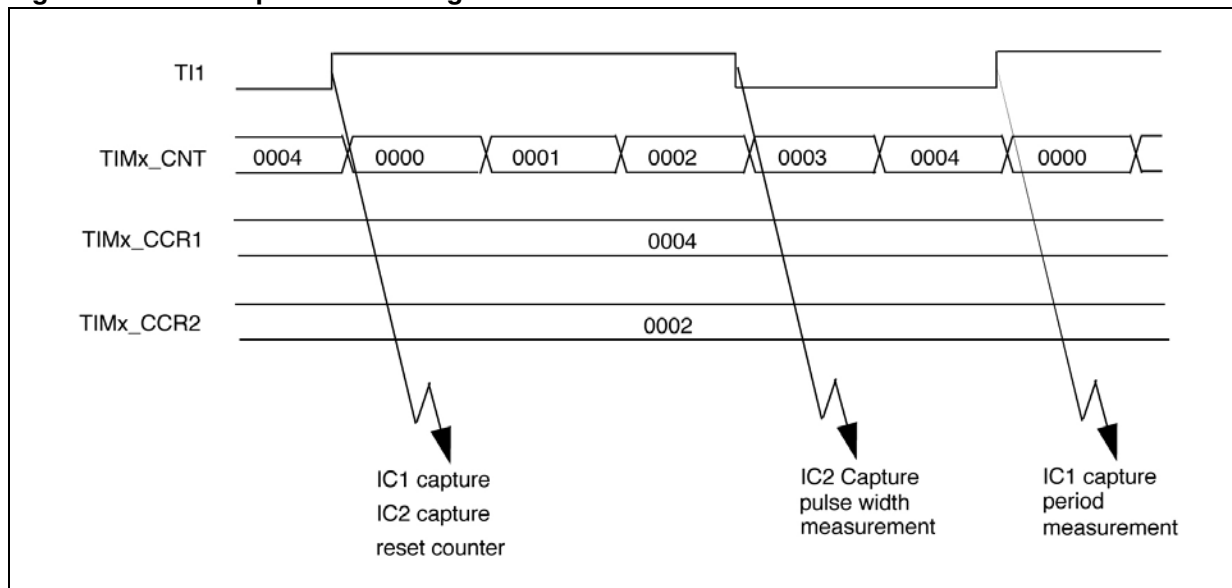 TI1
TIMx_CNT 0004 0000 0001 0002 0003 0004 0000
TIMx_CCR1 0004
TIMx_CCR2 0002
IC1 capture
IC2 capture
reset counter
IC2 Capture
pulse width
measurement
IC1 capture
period
measurement